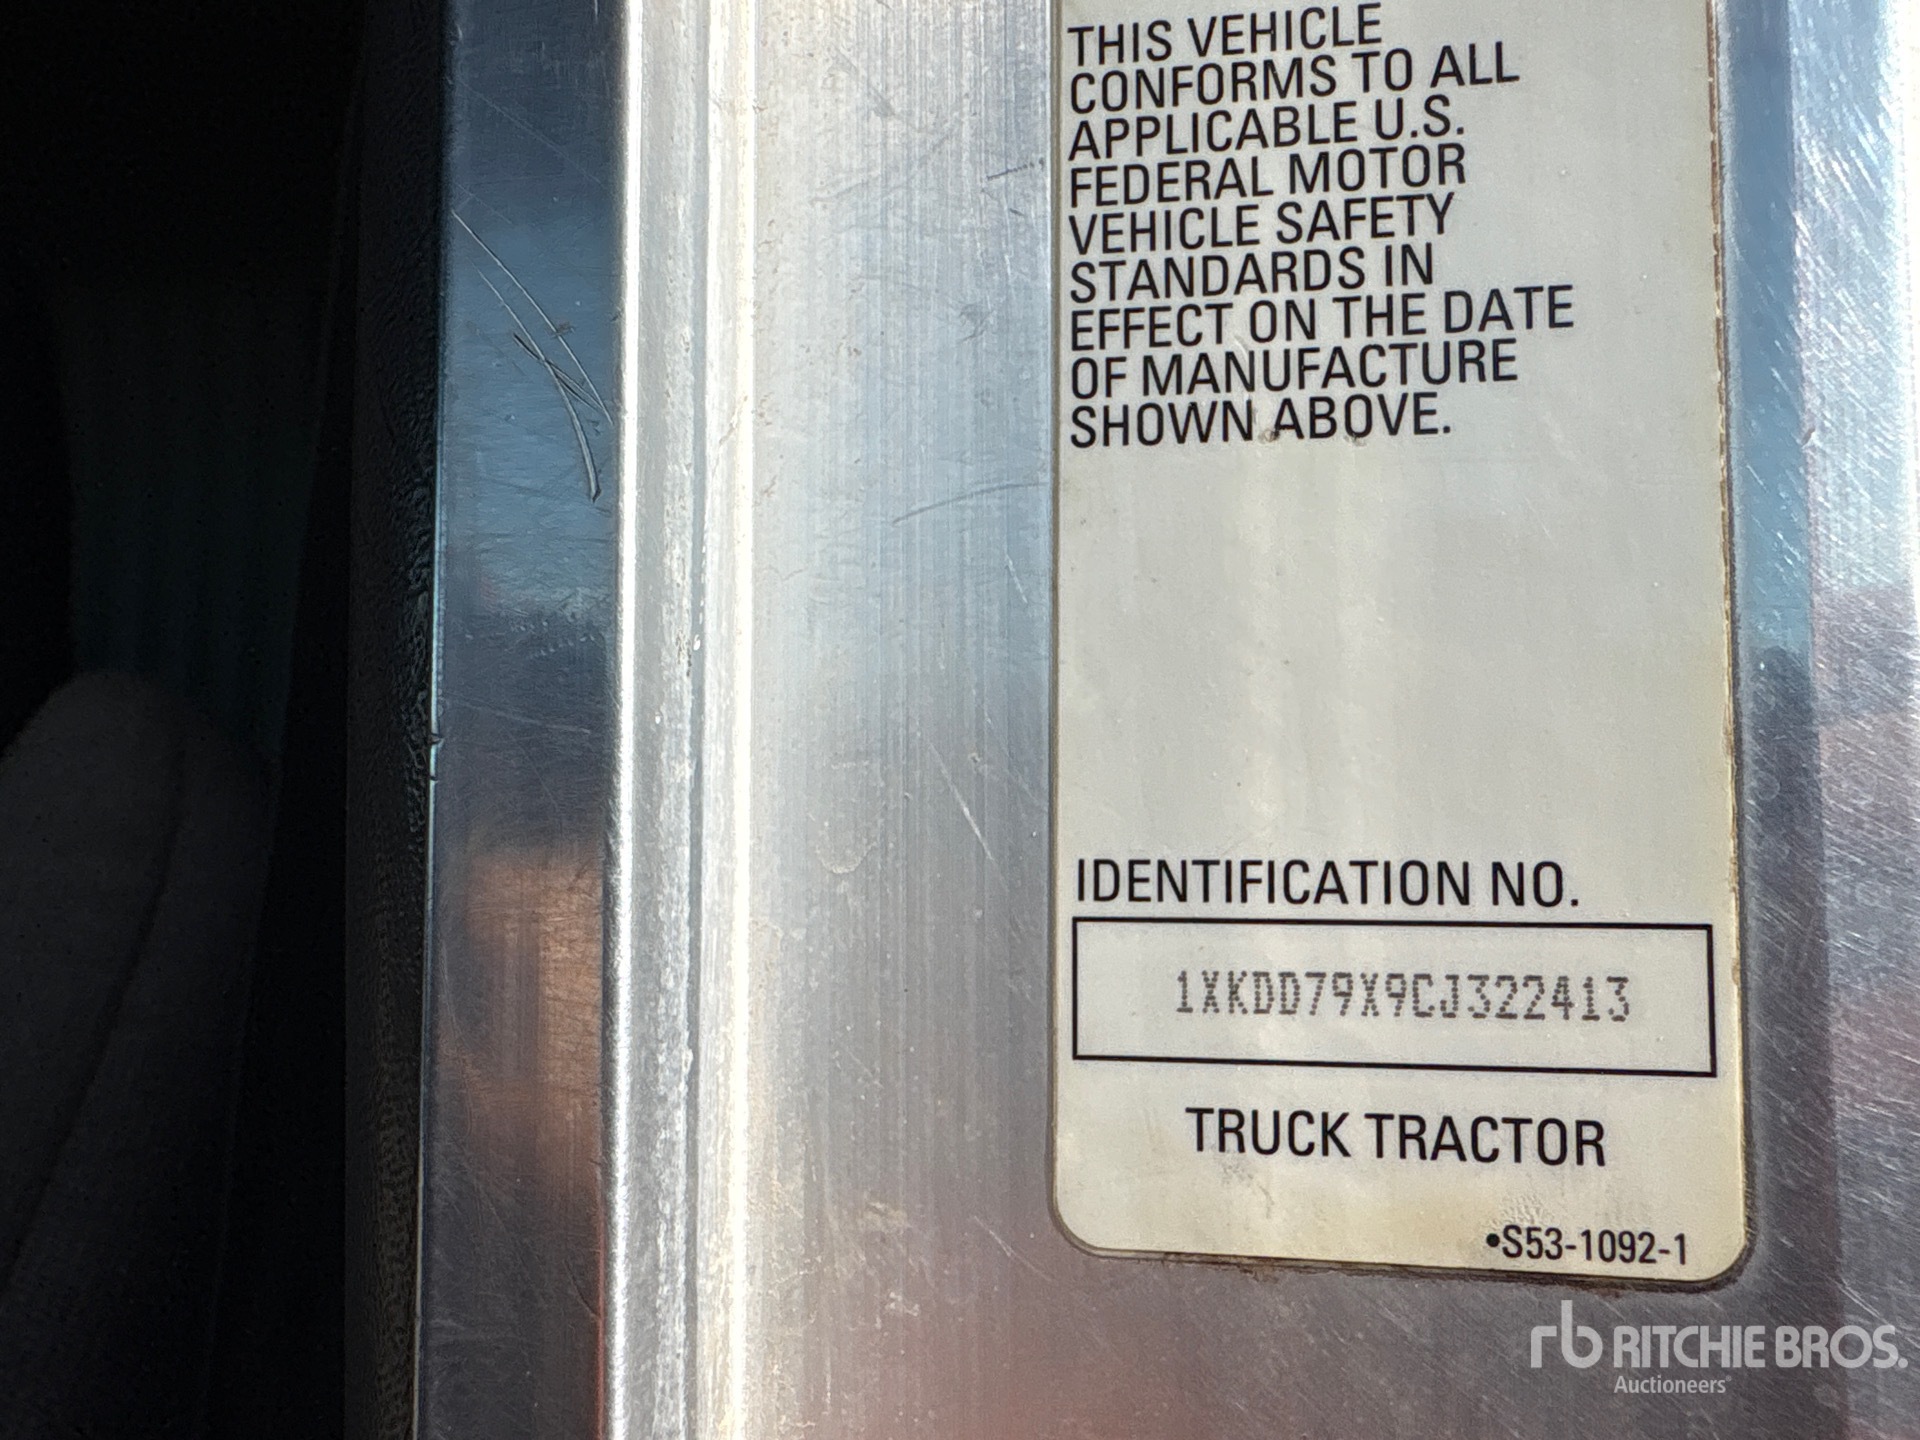 THIS VEHICLE
CONFORMS TO ALL
APPLICABLE U.S.
FEDERAL MOTOR
VEHICLE SAFETY
STANDARDS IN
EFFECT ON THE DATE
OF MANUFACTURE
SHOWN ABOVE.
IDENTIFICATION NO.
1XKDD79X9CJ322413
TRUCK TRACTOR
•S53-1092-1
rb RITCHIE BROS.
Auctioneers